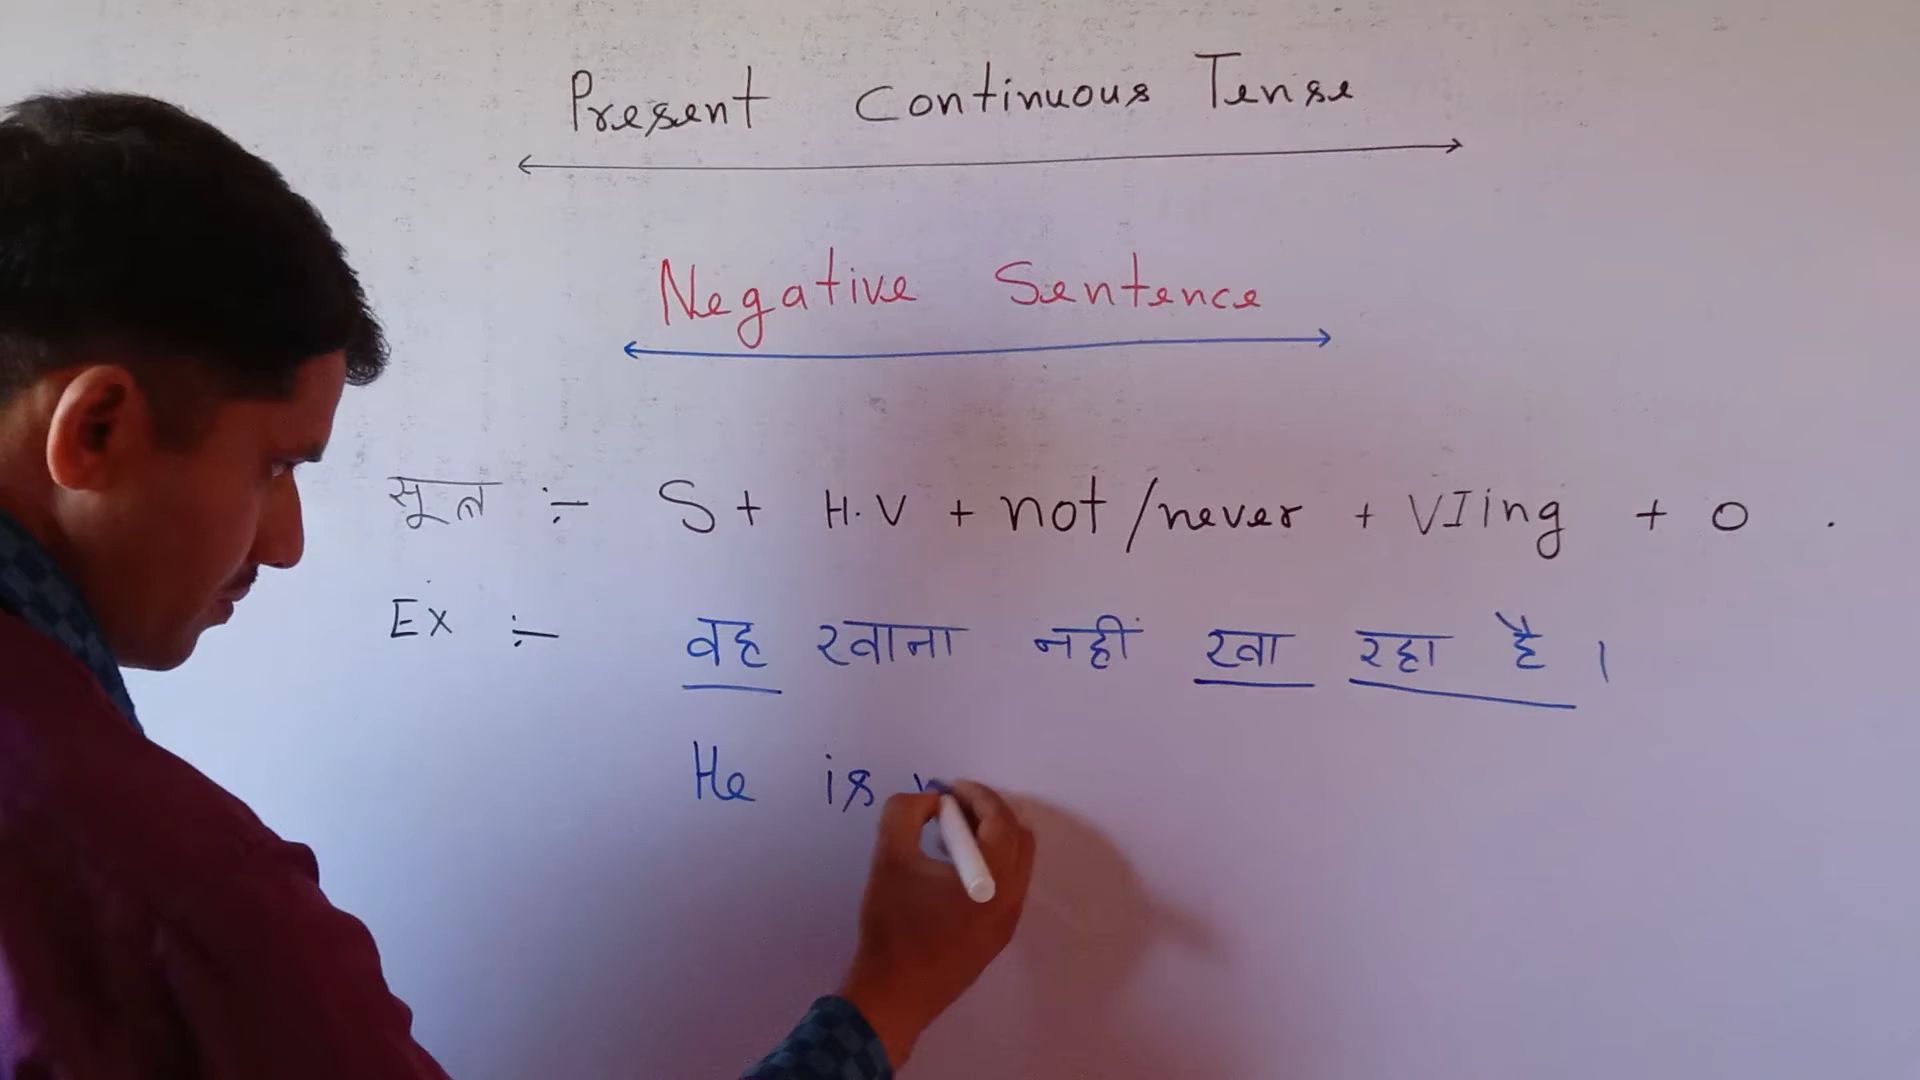 Present Continuous Tense
Negative Sentence
सूत्र :- S + H.V + not /never + VIing + O .
Ex :- वह खाना नहीं खा रहा है ।
He is